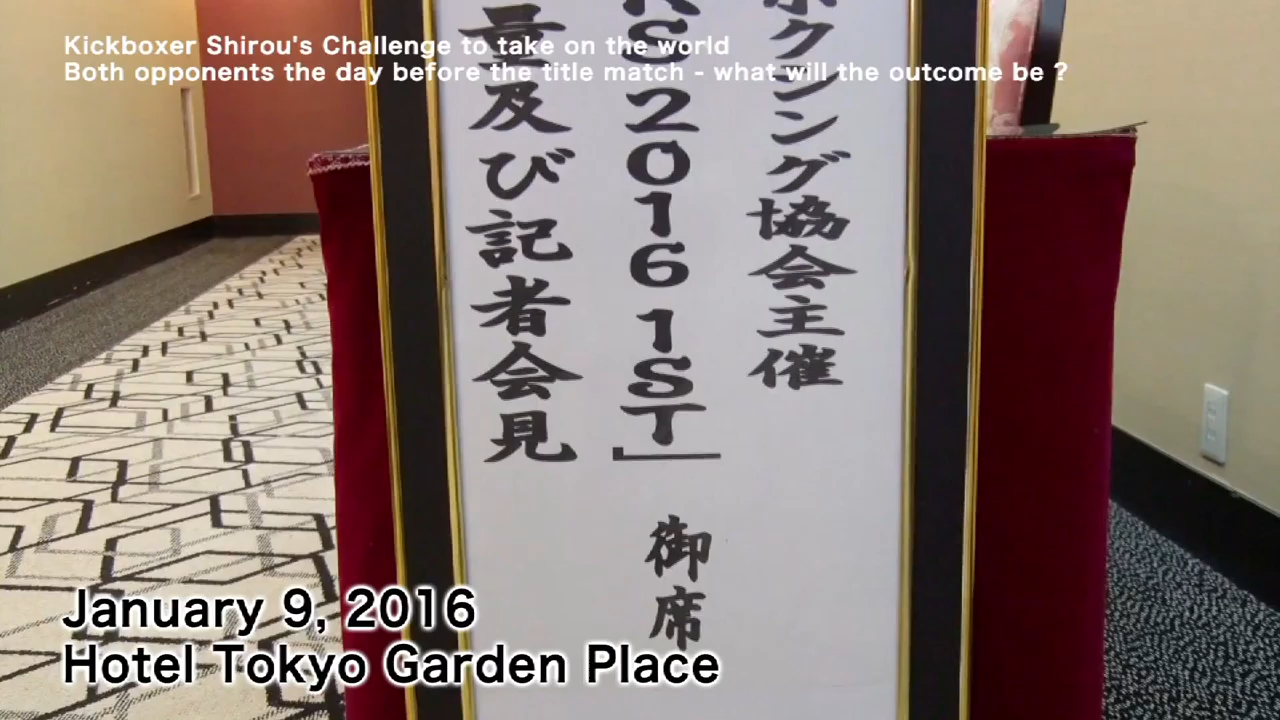 Kickboxer Shirou's Challenge to take on the world
Both opponents the day before the title match - what will the outcome be ?
クシング協会主催
S 2016 1ST」 御席
量及び記者会見
January 9, 2016
Hotel Tokyo Garden Place